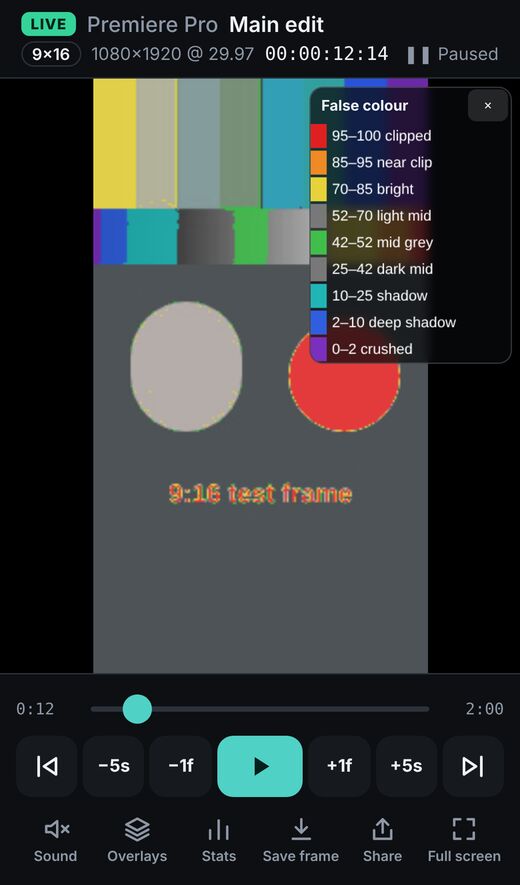 LIVE Premiere Pro Main edit
9×16 1080×1920 @ 29.97 00:00:12:14 ❚❚ Paused
False colour ×
95–100 clipped
85–95 near clip
70–85 bright
52–70 light mid
42–52 mid grey
25–42 dark mid
10–25 shadow
2–10 deep shadow
0–2 crushed
9:16 test frame
0:12 2:00
−5s −1f +1f +5s
Sound Overlays Stats Save frame Share Full screen